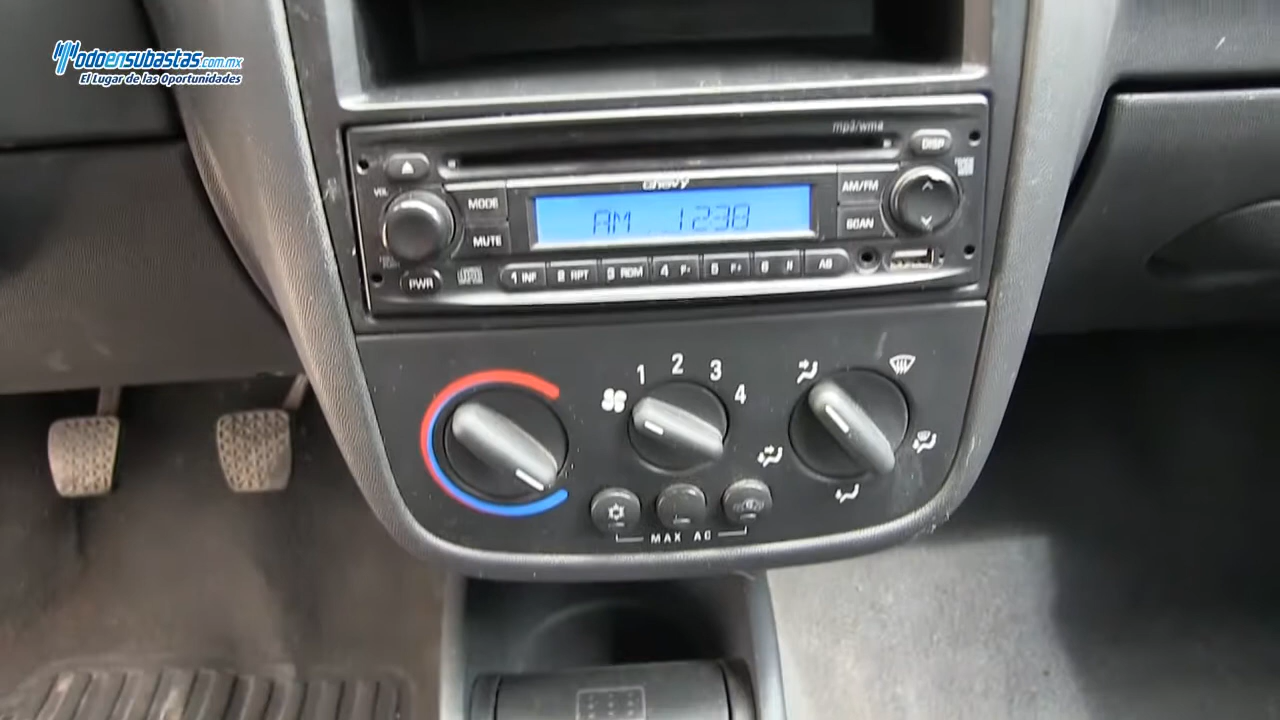 Todoensubastas.com.mx
El Lugar de las Oportunidades
mp3/wma
DISP
VOL
MODE
chevy
AM/FM
AM 1238
MUTE
SCAN
PWR
1 INF
2 RPT
3 RDM
4 F-
5 F+
6
AS
1 2 3 4
MAX AC